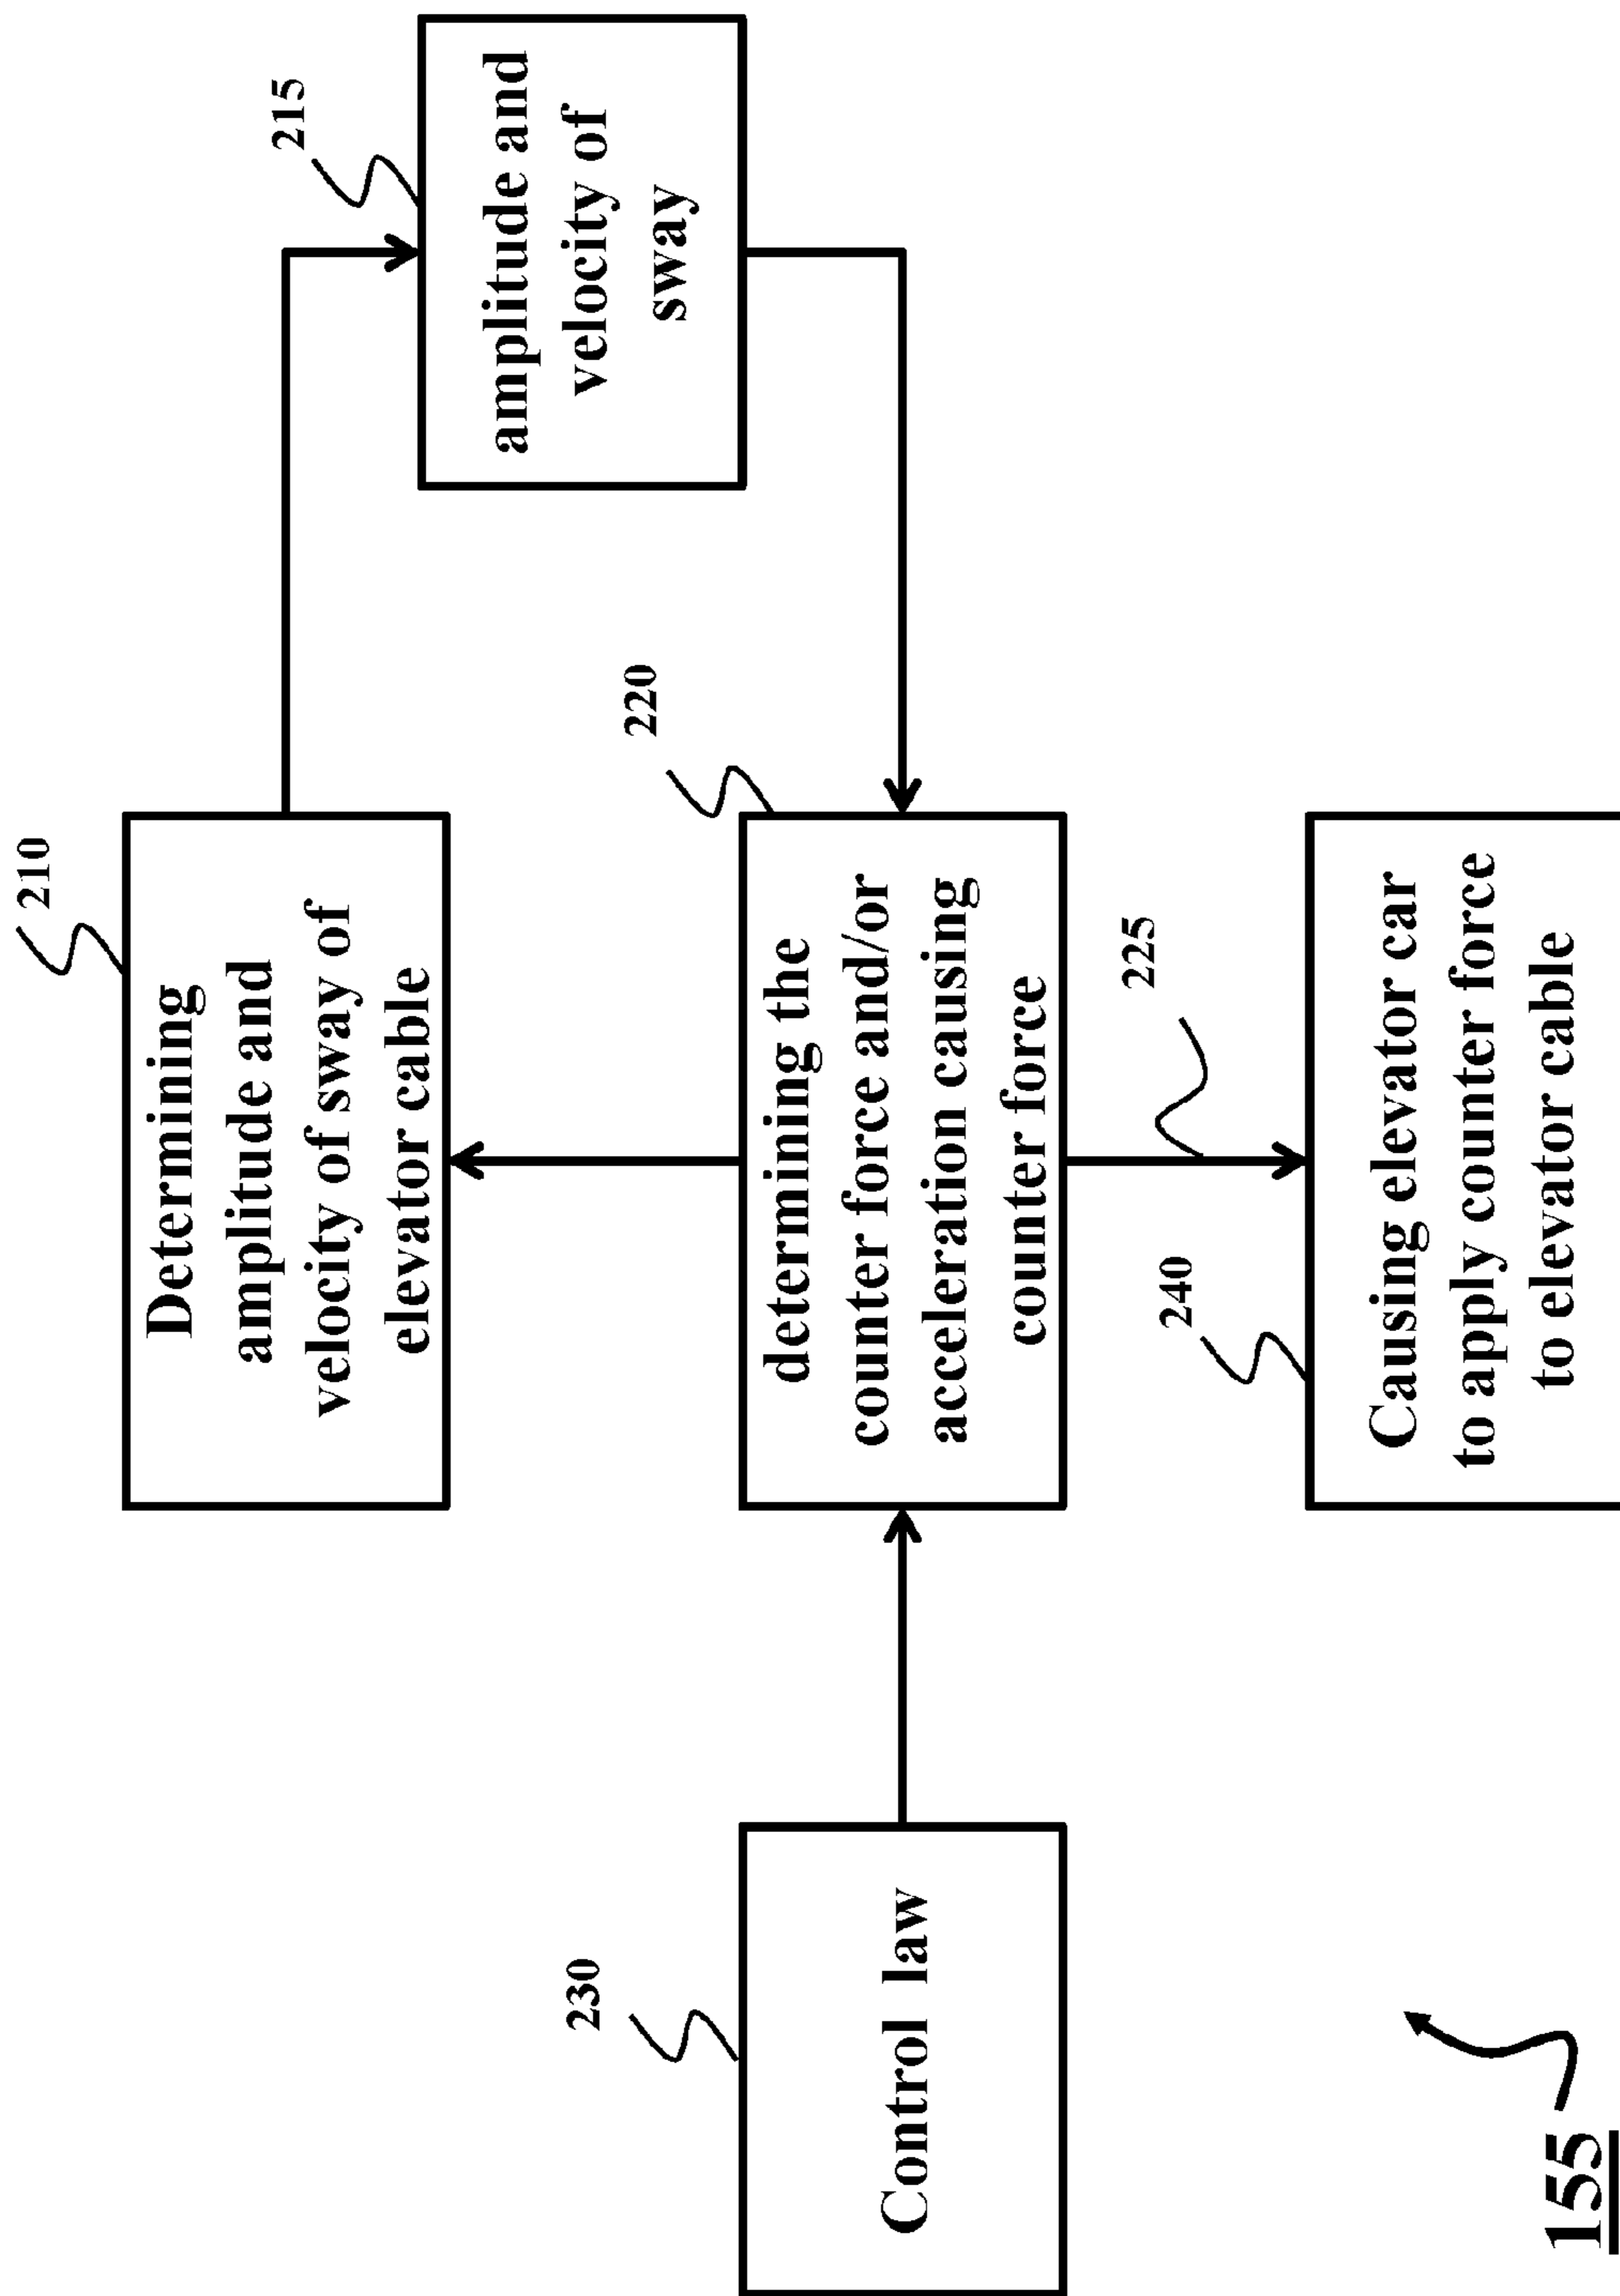 210
Determining
amplitude and
velocity of sway of
elevator cable
215
amplitude and
velocity of
sway
220
determining the
counter force and/or
acceleration causing
counter force
230
Control law
225
240
Causing elevator car
to apply counter force
to elevator cable
155